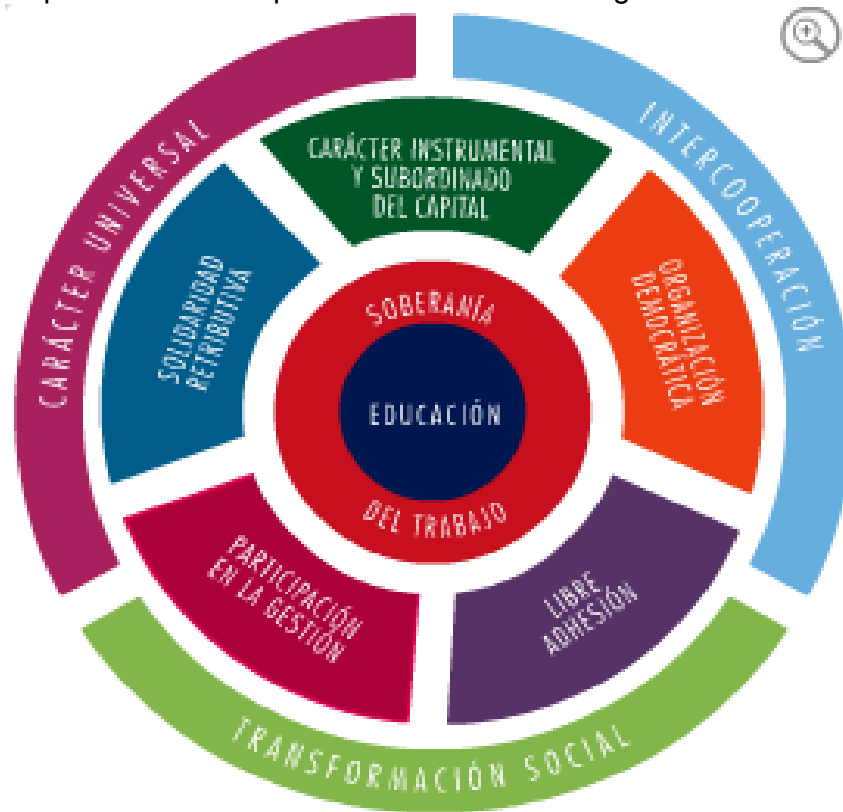 CARÁCTER UNIVERSAL
INTERCOOPERACIÓN
CARÁCTER INSTRUMENTAL
Y SUBORDINADO
DEL CAPITAL
SOLIDARIDAD
RETRIBUTIVA
ORGANIZACIÓN
DEMOCRÁTICA
SOBERANÍA
EDUCACIÓN
DEL TRABAJO
PARTICIPACIÓN
EN LA GESTIÓN
LIBRE
ADHESIÓN
TRANSFORMACIÓN SOCIAL